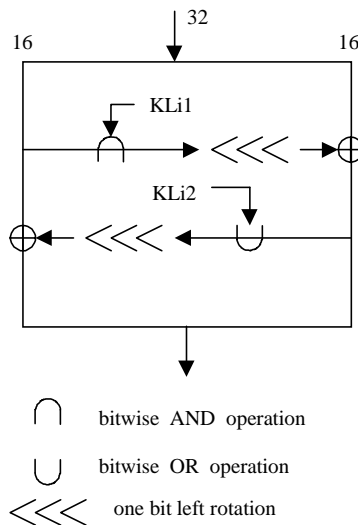 32
16 16
KLi1
KLi2
bitwise AND operation
bitwise OR operation
one bit left rotation